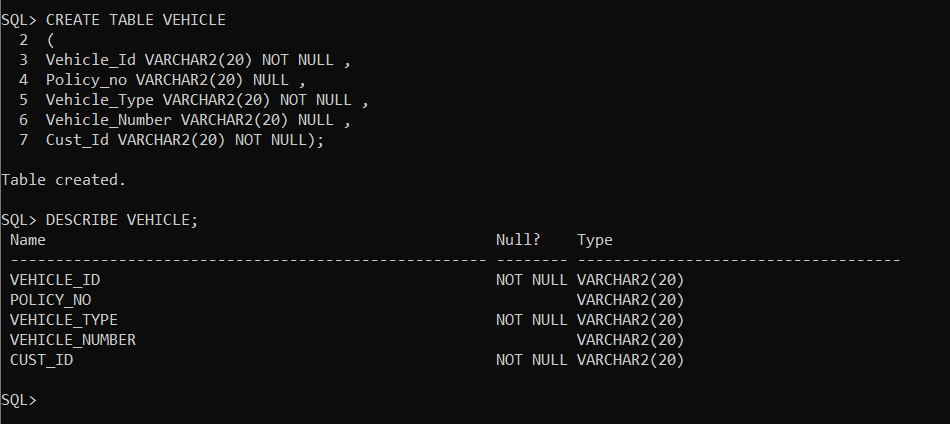 SQL> CREATE TABLE VEHICLE
  2  (
  3  Vehicle_Id VARCHAR2(20) NOT NULL ,
  4  Policy_no VARCHAR2(20) NULL ,
  5  Vehicle_Type VARCHAR2(20) NOT NULL ,
  6  Vehicle_Number VARCHAR2(20) NULL ,
  7  Cust_Id VARCHAR2(20) NOT NULL);
Table created.
SQL> DESCRIBE VEHICLE;
 Name                                                  Null?    Type
 ----------------------------------------------------- -------- ------------------------------------
 VEHICLE_ID                                            NOT NULL VARCHAR2(20)
 POLICY_NO                                                      VARCHAR2(20)
 VEHICLE_TYPE                                          NOT NULL VARCHAR2(20)
 VEHICLE_NUMBER                                                 VARCHAR2(20)
 CUST_ID                                               NOT NULL VARCHAR2(20)
SQL>